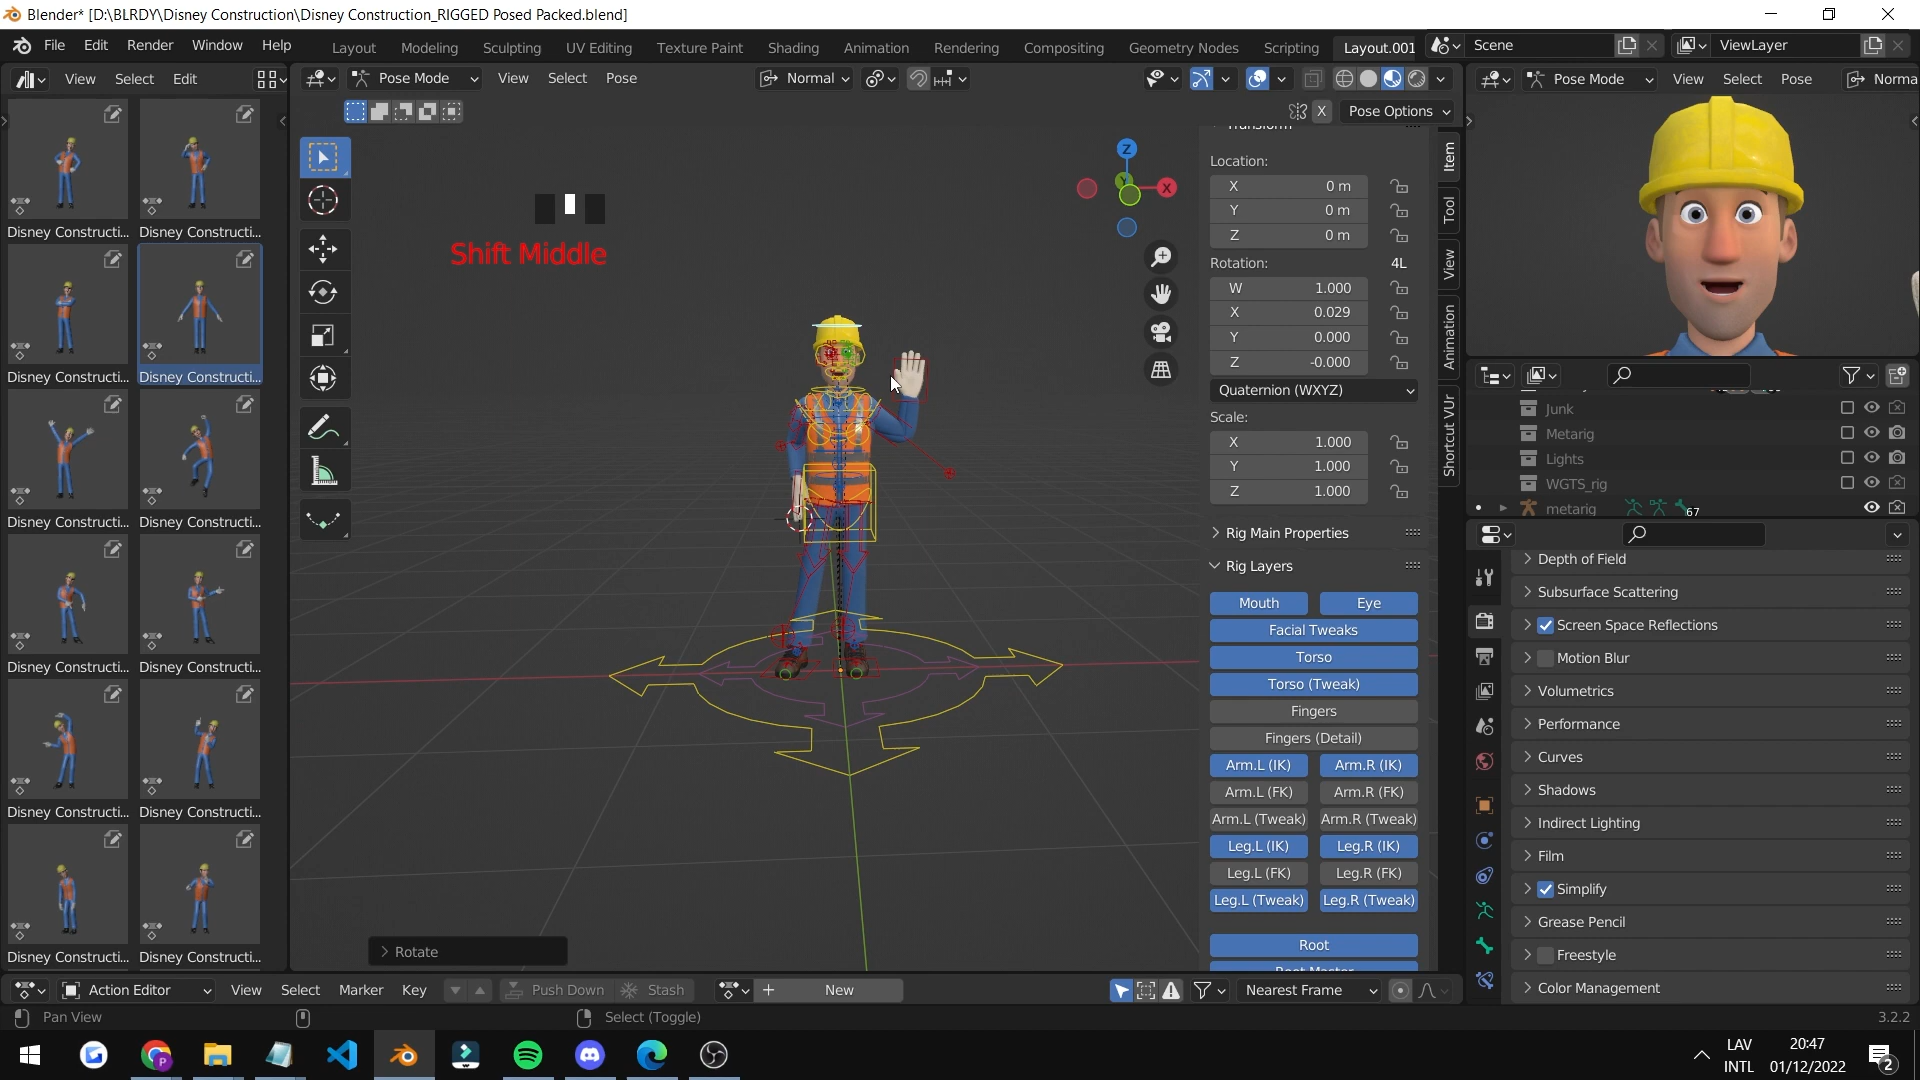 Blender* [D:\BLRDY\Disney Construction\Disney Construction_RIGGED Posed Packed.blend]
File Edit Render Window Help
Layout Modeling Sculpting UV Editing Texture Paint Shading Animation Rendering Compositing Geometry Nodes Scripting Layout.001
Scene
ViewLayer
View Select Edit
Pose Mode View Select Pose
Normal
Pose Mode View Select Pose Norma
X Pose Options
Shift Middle
Z
Y
X
Disney Constructi... Disney Constructi...
Disney Constructi... Disney Constructi...
Disney Constructi... Disney Constructi...
Disney Constructi... Disney Constructi...
Disney Constructi... Disney Constructi...
Disney Constructi... Disney Constructi...
Rotate
Transform
Location:
X 0 m
Y 0 m
Z 0 m
Rotation: 4L
W 1.000
X 0.029
Y 0.000
Z -0.000
Quaternion (WXYZ)
Scale:
X 1.000
Y 1.000
Z 1.000
Rig Main Properties
Rig Layers
Mouth Eye
Facial Tweaks
Torso
Torso (Tweak)
Fingers
Fingers (Detail)
Arm.L (IK) Arm.R (IK)
Arm.L (FK) Arm.R (FK)
Arm.L (Tweak) Arm.R (Tweak)
Leg.L (IK) Leg.R (IK)
Leg.L (FK) Leg.R (FK)
Leg.L (Tweak) Leg.R (Tweak)
Root
Root Master
Item
Tool
View
Animation
Shortcut VUr
Junk
Metarig
Lights
WGTS_rig
metarig 67
Depth of Field
Subsurface Scattering
Screen Space Reflections
Motion Blur
Volumetrics
Performance
Curves
Shadows
Indirect Lighting
Film
Simplify
Grease Pencil
Freestyle
Color Management
Action Editor View Select Marker Key Push Down Stash New Nearest Frame
Pan View Select (Toggle) 3.2.2
LAV
INTL
20:47
01/12/2022
2